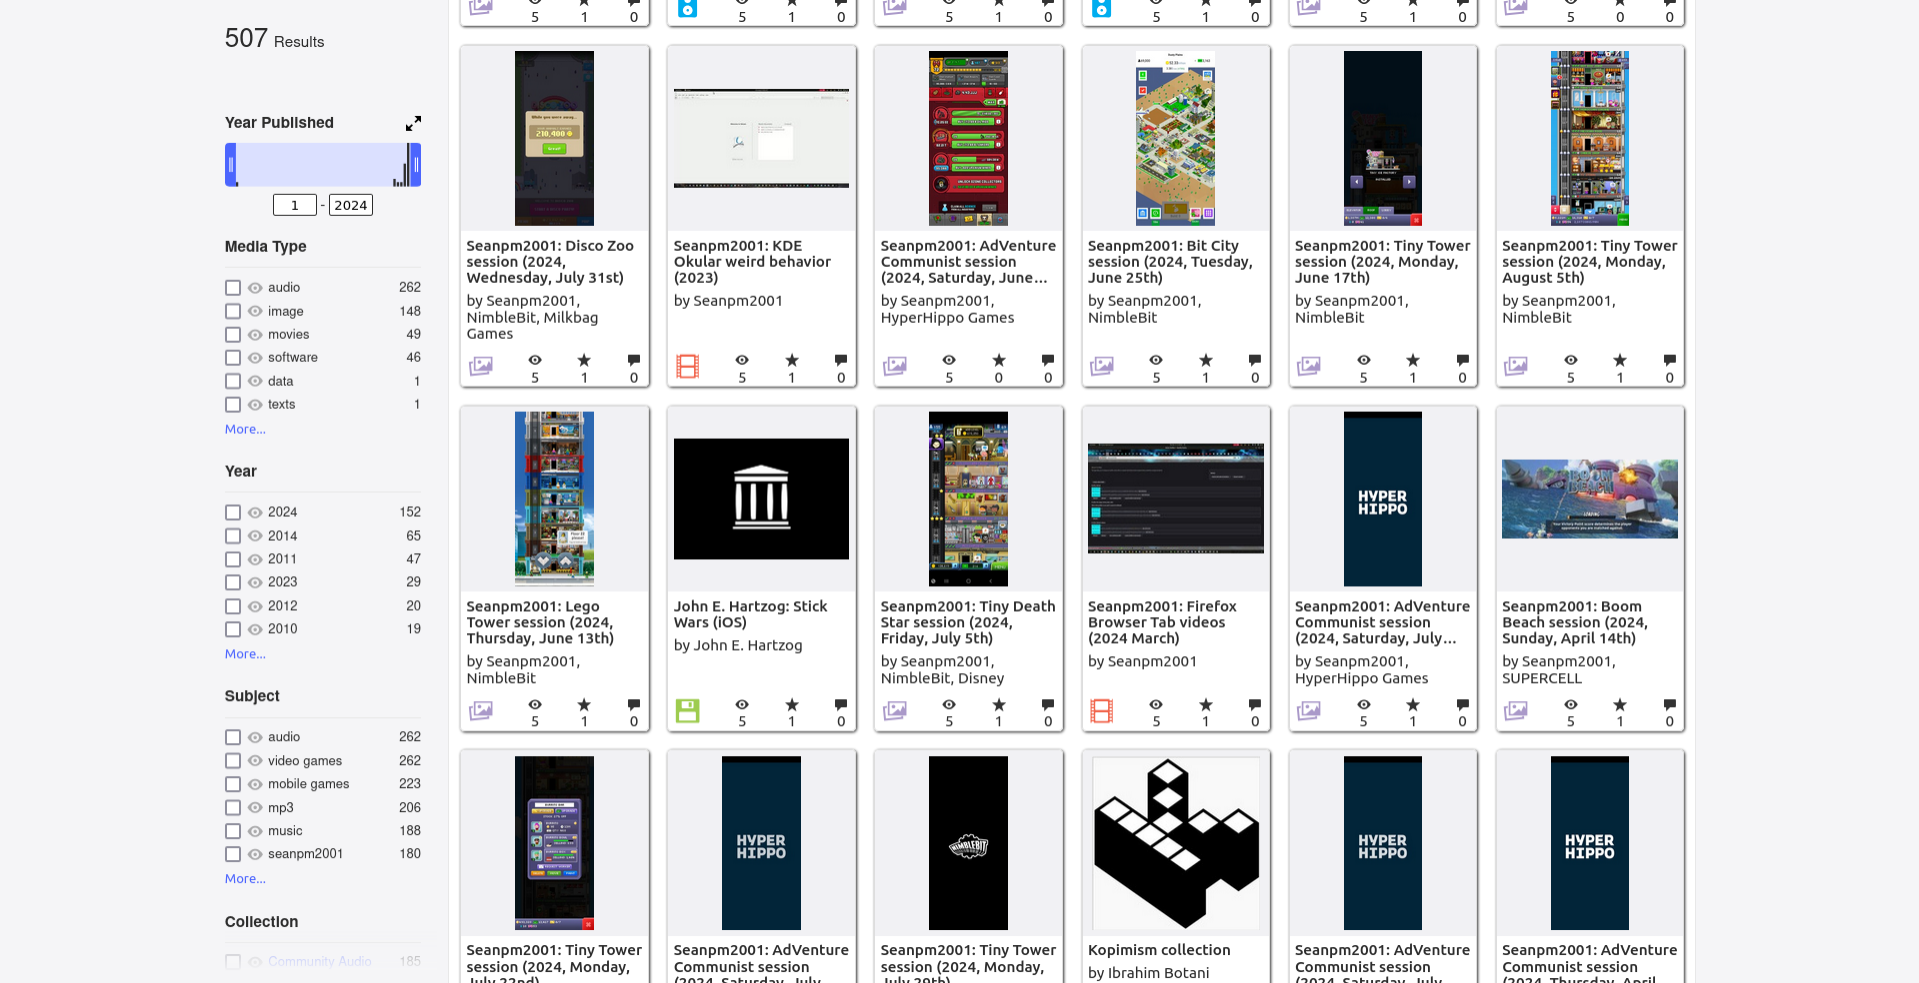 507 Results
Year Published
1 - 2024
Media Type
audio 262
image 148
movies 49
software 46
data 1
texts 1
More...
Year
2024 152
2014 65
2011 47
2023 29
2012 20
2010 19
More...
Subject
audio 262
video games 262
mobile games 223
mp3 206
music 188
seanpm2001 180
More...
Collection
Community Audio 185
5 1 0
5 1 0
5 1 0
5 1 0
5 1 0
5 0 0
While you were away...
210,400
Seanpm2001: Disco Zoo
session (2024,
Wednesday, July 31st)
by Seanpm2001,
NimbleBit, Milkbag
Games
5 1 0
Seanpm2001: KDE
Okular weird behavior
(2023)
by Seanpm2001
5 1 0
Seanpm2001: AdVenture
Communist session
(2024, Saturday, June...
by Seanpm2001,
HyperHippo Games
5 0 0
Seanpm2001: Bit City
session (2024, Tuesday,
June 25th)
by Seanpm2001,
NimbleBit
5 1 0
Seanpm2001: Tiny Tower
session (2024, Monday,
June 17th)
by Seanpm2001,
NimbleBit
5 1 0
Seanpm2001: Tiny Tower
session (2024, Monday,
August 5th)
by Seanpm2001,
NimbleBit
5 1 0
Seanpm2001: Lego
Tower session (2024,
Thursday, June 13th)
by Seanpm2001,
NimbleBit
5 1 0
John E. Hartzog: Stick
Wars (iOS)
by John E. Hartzog
5 1 0
Seanpm2001: Tiny Death
Star session (2024,
Friday, July 5th)
by Seanpm2001,
NimbleBit, Disney
5 1 0
Seanpm2001: Firefox
Browser Tab videos
(2024 March)
by Seanpm2001
5 1 0
HYPER
HIPPO
Seanpm2001: AdVenture
Communist session
(2024, Saturday, July...
by Seanpm2001,
HyperHippo Games
5 1 0
BOOM
BEACH
LOADING
Seanpm2001: Boom
Beach session (2024,
Sunday, April 14th)
by Seanpm2001,
SUPERCELL
5 1 0
Seanpm2001: Tiny Tower
session (2024, Monday,
July 22nd)
HYPER
HIPPO
Seanpm2001: AdVenture
Communist session
(2024, Saturday, July
NIMBLEBIT
Seanpm2001: Tiny Tower
session (2024, Monday,
July 29th)
Kopimism collection
by Ibrahim Botani
HYPER
HIPPO
Seanpm2001: AdVenture
Communist session
(2024, Saturday, July
HYPER
HIPPO
Seanpm2001: AdVenture
Communist session
(2024, Thursday, April